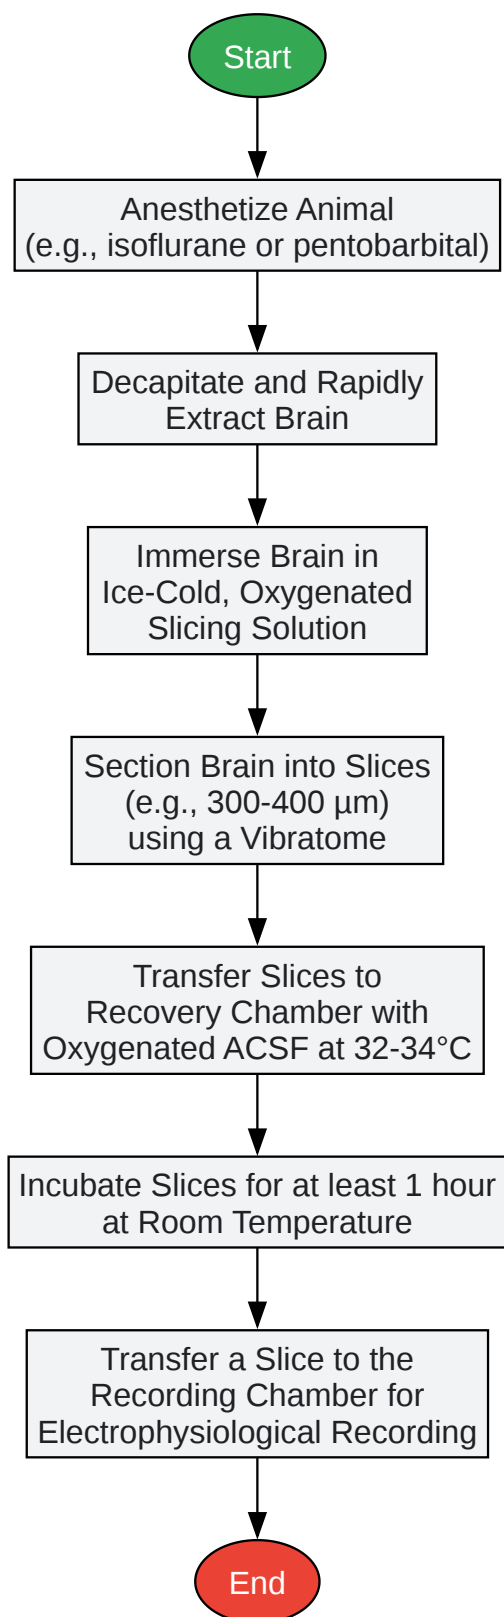 Start
Anesthetize Animal
(e.g., isoflurane or pentobarbital)
Decapitate and Rapidly
Extract Brain
Immerse Brain in
Ice-Cold, Oxygenated
Slicing Solution
Section Brain into Slices
(e.g., 300-400 µm)
using a Vibratome
Transfer Slices to
Recovery Chamber with
Oxygenated ACSF at 32-34°C
Incubate Slices for at least 1 hour
at Room Temperature
Transfer a Slice to the
Recording Chamber for
Electrophysiological Recording
End